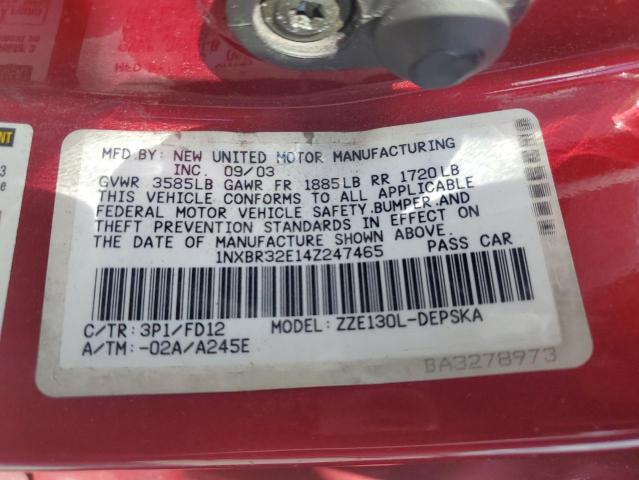 MFD.BY: NEW UNITED MOTOR MANUFACTURING
INC. 09/03
GVWR 3585LB GAWR FR 1885LB RR 1720LB
THIS VEHICLE CONFORMS TO ALL APPLICABLE
FEDERAL MOTOR VEHICLE SAFETY,BUMPER,AND
THEFT PREVENTION STANDARDS IN EFFECT ON
THE DATE OF MANUFACTURE SHOWN ABOVE.
1NXBR32E14Z247465 PASS CAR
C/TR: 3P1/FD12 MODEL: ZZE130L-DEPSKA
A/TM: -02A/A245E
BA3278973